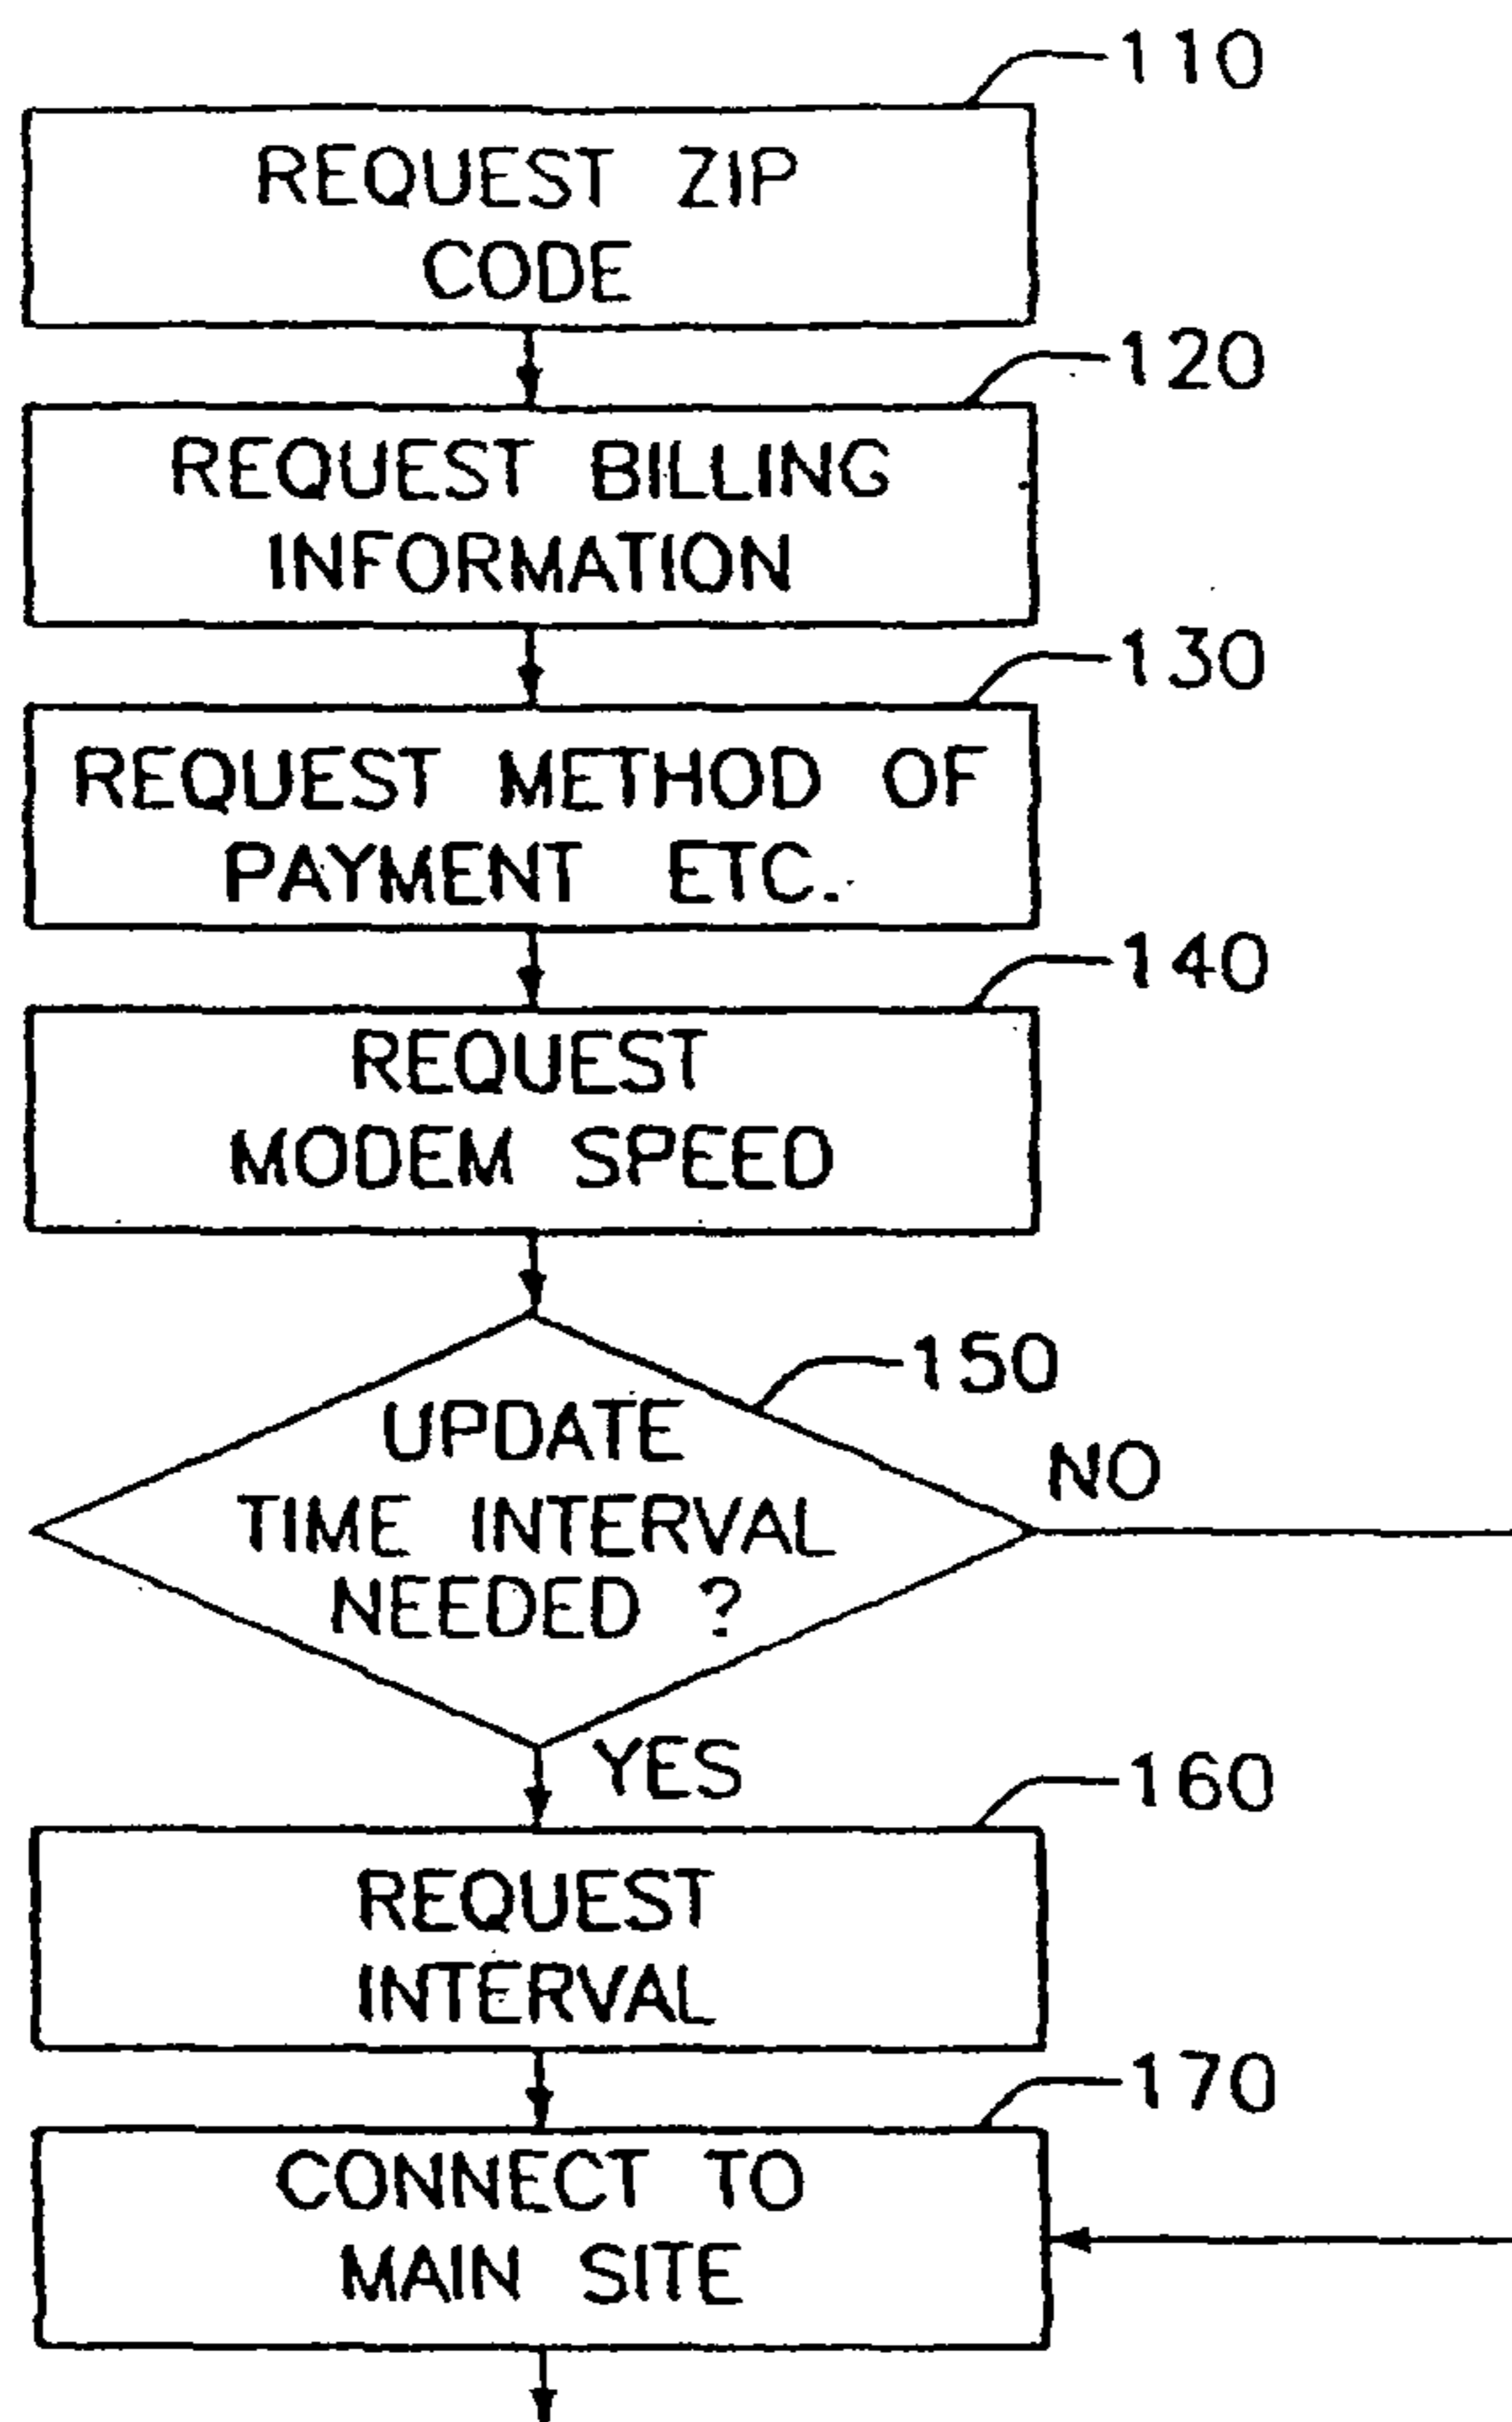 110
REQUEST ZIP
CODE
120
REQUEST BILLING
INFORMATION
130
REQUEST METHOD OF
PAYMENT ETC.
140
REQUEST
MODEM SPEED
150
UPDATE
TIME INTERVAL
NEEDED ?
NO
YES
160
REQUEST
INTERVAL
170
CONNECT TO
MAIN SITE